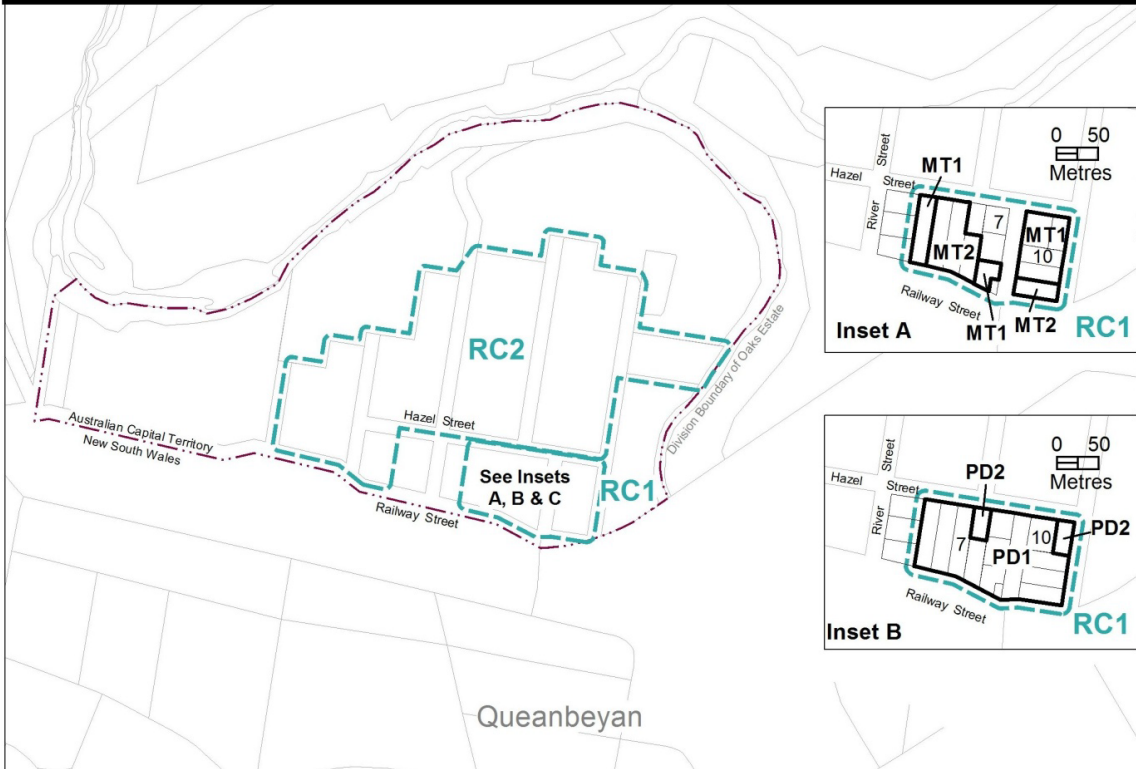 RC2
Hazel Street
Australian Capital Territory
New South Wales
See Insets
A, B & C
RC1
Railway Street
Division Boundary of Oaks Estate
Queanbeyan
0 50
Metres
Street
MT1
Hazel Street
River
7
MT1
MT2
10
Railway Street
MT1
MT2
RC1
Inset A
0 50
Metres
Street
PD2
Hazel Street
River
7
10
PD2
PD1
Railway Street
RC1
Inset B